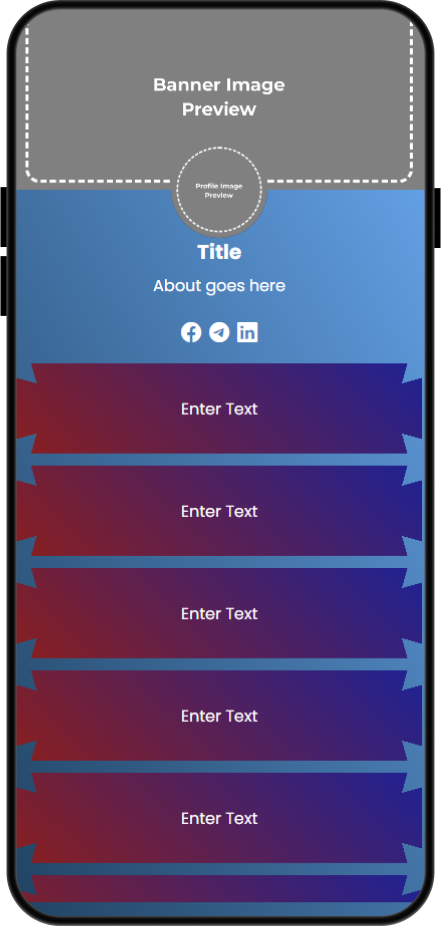 Banner Image
Preview
Profile Image
Preview
Title
About goes here
Enter Text
Enter Text
Enter Text
Enter Text
Enter Text